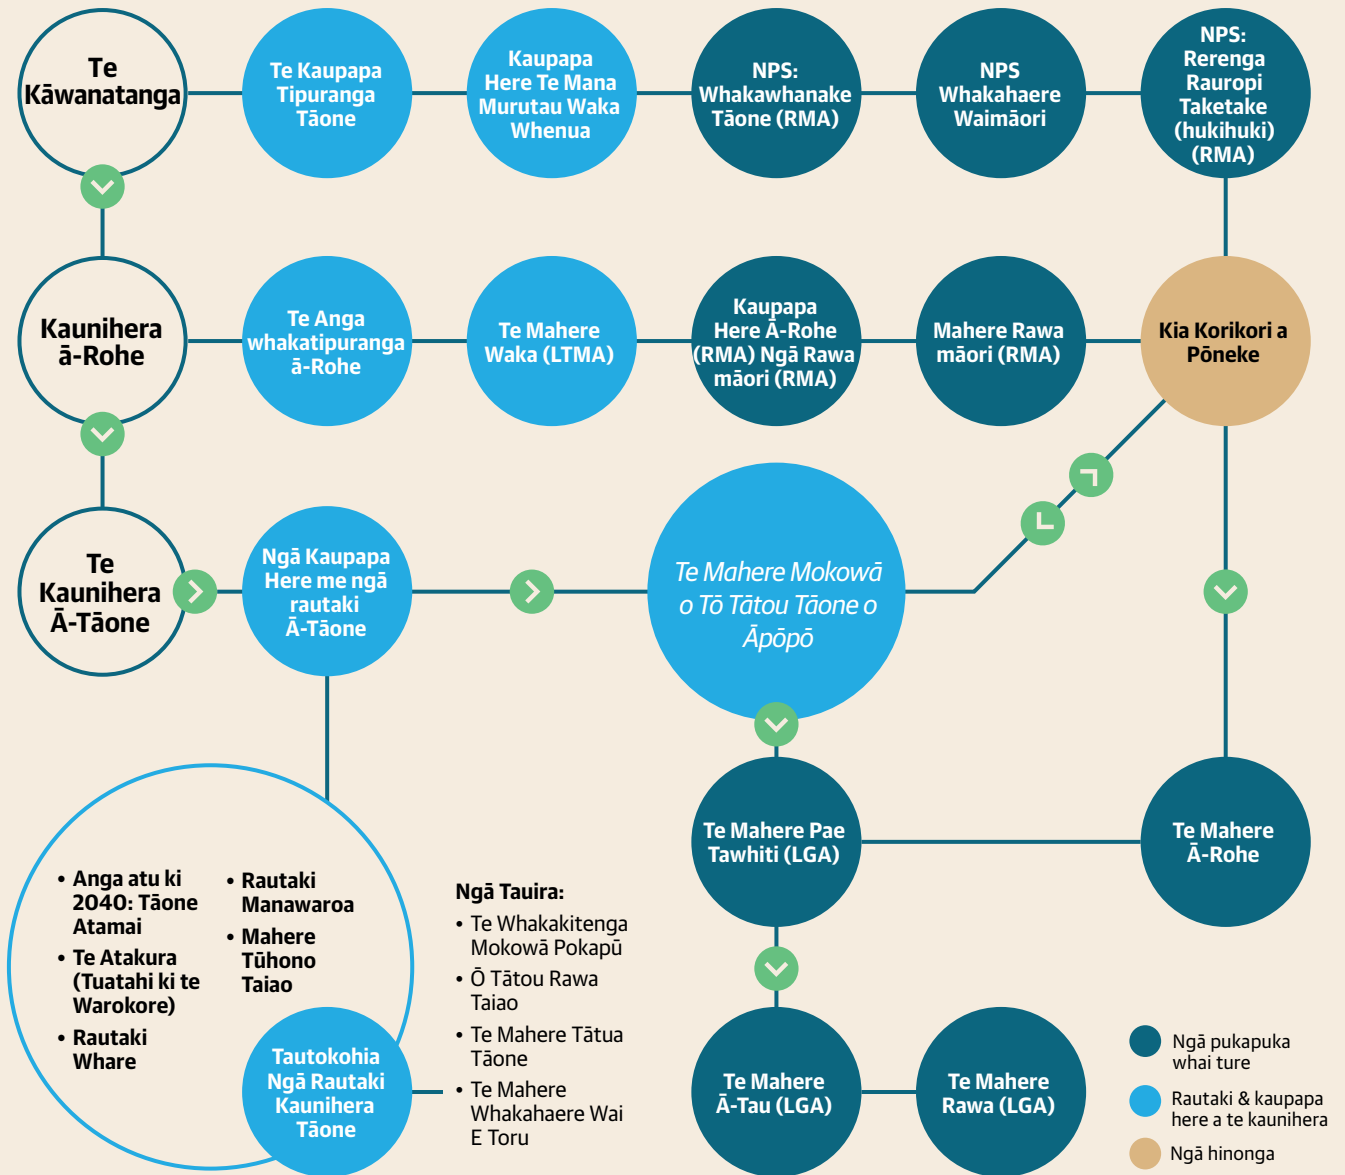 Te
Kāwanatanga
Te Kaupapa
Tipuranga
Tāone
Kaupapa
Here Te Mana
Murutau Waka
Whenua
NPS:
Whakawhanake
Tāone (RMA)
NPS
Whakahaere
Waimāori
NPS:
Rerenga
Rauropi
Taketake
(hukihuki)
(RMA)
Kaunihera
ā-Rohe
Te Anga
whakatipuranga
ā-Rohe
Te Mahere
Waka (LTMA)
Kaupapa
Here Ā-Rohe
(RMA) Ngā Rawa
māori (RMA)
Mahere Rawa
māori (RMA)
Kia Korikori a
Pōneke
Te
Kaunihera
Ā-Tāone
Ngā Kaupapa
Here me ngā
rautaki
Ā-Tāone
Te Mahere Mokowā
o Tō Tātou Tāone o
Āpōpō
Te Mahere Pae
Tawhiti (LGA)
Te Mahere
Ā-Rohe
• Anga atu ki
2040: Tāone
Atamai
• Te Atakura
(Tuatahi ki te
Warokore)
• Rautaki
Whare
• Rautaki
Manawaroa
• Mahere
Tūhono
Taiao
Tautokohia
Ngā Rautaki
Kaunihera
Tāone
Ngā Tauira:
• Te Whakakitenga
Mokowā Pokapū
• Ō Tātou Rawa
Taiao
• Te Mahere Tātua
Tāone
• Te Mahere
Whakahaere Wai
E Toru
Te Mahere
Ā-Tau (LGA)
Te Mahere
Rawa (LGA)
Ngā pukapuka
whai ture
Rautaki & kaupapa
here a te kaunihera
Ngā hinonga